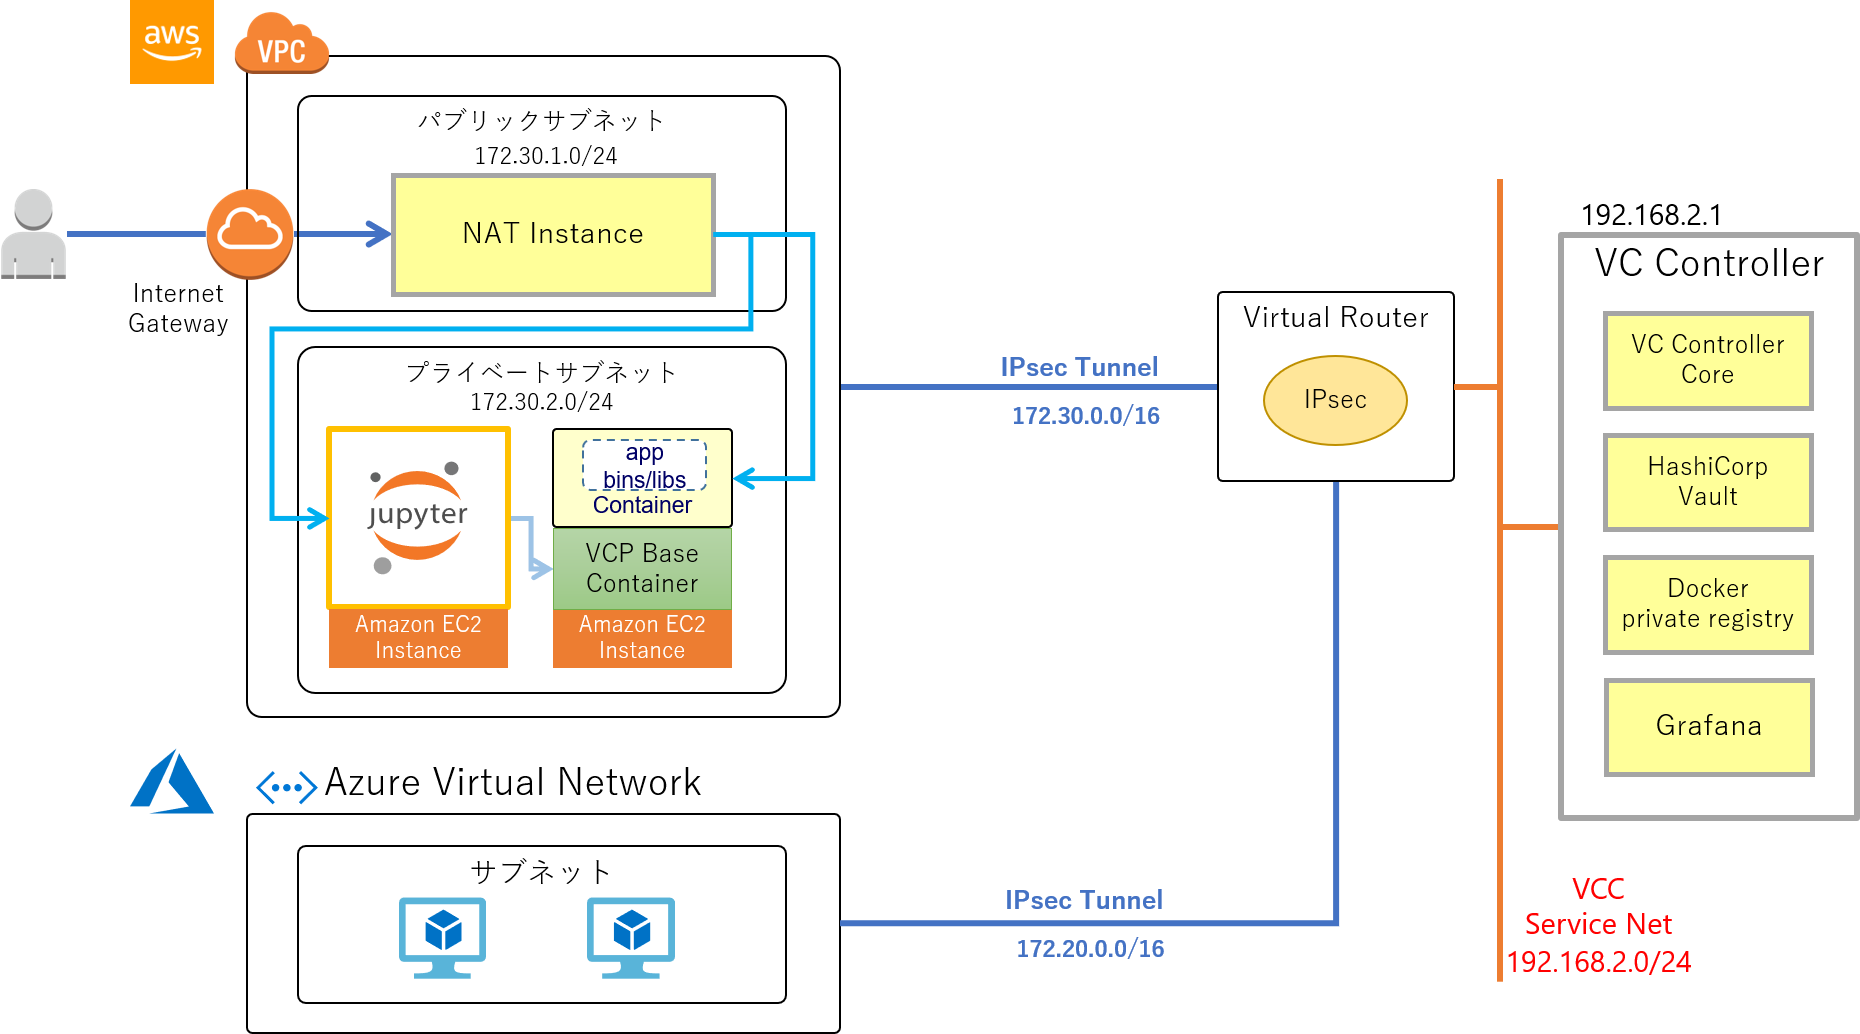 aws
VPC
パブリックサブネット
172.30.1.0/24
NAT Instance
Internet
Gateway
プライベートサブネット
172.30.2.0/24
jupyter
app
bins/libs
Container
VCP Base
Container
Amazon EC2
Instance
Amazon EC2
Instance
IPsec Tunnel
172.30.0.0/16
Virtual Router
IPsec
192.168.2.1
VC Controller
VC Controller
Core
HashiCorp
Vault
Docker
private registry
Grafana
Azure Virtual Network
サブネット
IPsec Tunnel
172.20.0.0/16
VCC
Service Net
192.168.2.0/24